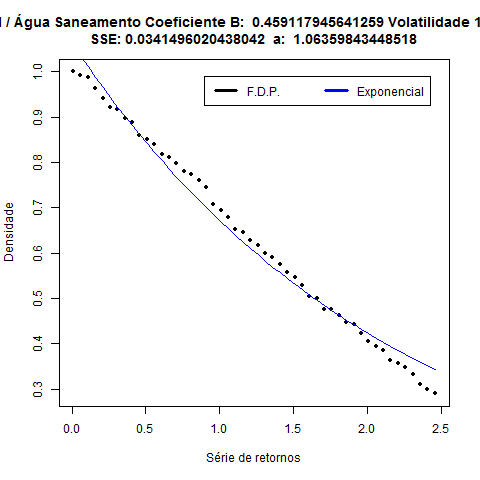 / Água Saneamento Coeficiente B: 0.459117945641259 Volatilidade 1
SSE: 0.0341496020438042 a: 1.06359843448518
F.D.P.
Exponencial
Densidade
1.0
0.9
0.8
0.7
0.6
0.5
0.4
0.3
0.0
0.5
1.0
1.5
2.0
2.5
Série de retornos